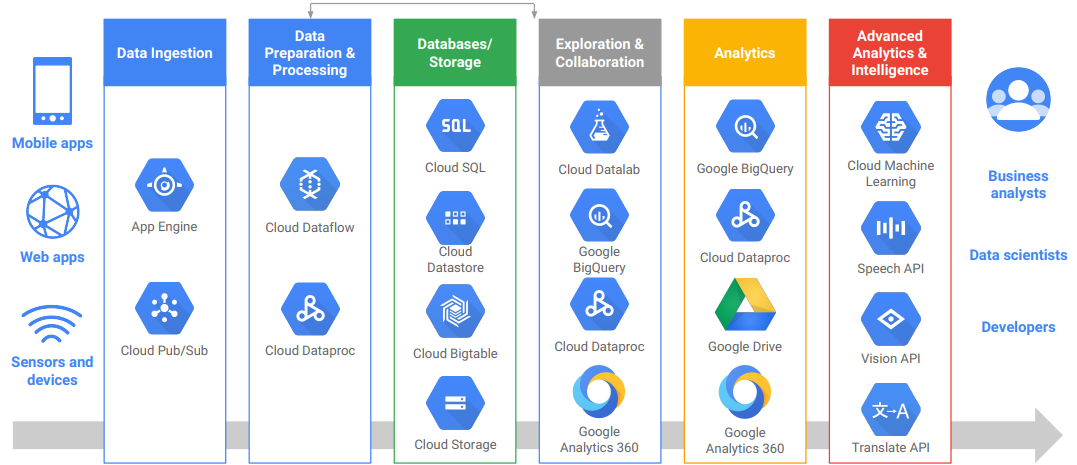 Mobile apps
Web apps
Sensors and
devices
Data Ingestion
App Engine
Cloud Pub/Sub
Data
Preparation &
Processing
Cloud Dataflow
Cloud Dataproc
Databases/
Storage
SQL
Cloud SQL
Cloud
Datastore
Cloud Bigtable
Cloud Storage
Exploration &
Collaboration
Cloud Datalab
Google
BigQuery
Cloud Dataproc
Google
Analytics 360
Analytics
Google BigQuery
Cloud Dataproc
Google Drive
Google
Analytics 360
Advanced
Analytics &
Intelligence
Cloud Machine
Learning
Speech API
Vision API
文→A
Translate API
Business
analysts
Data scientists
Developers